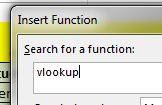 Insert Function
Search for a function:
vlookup